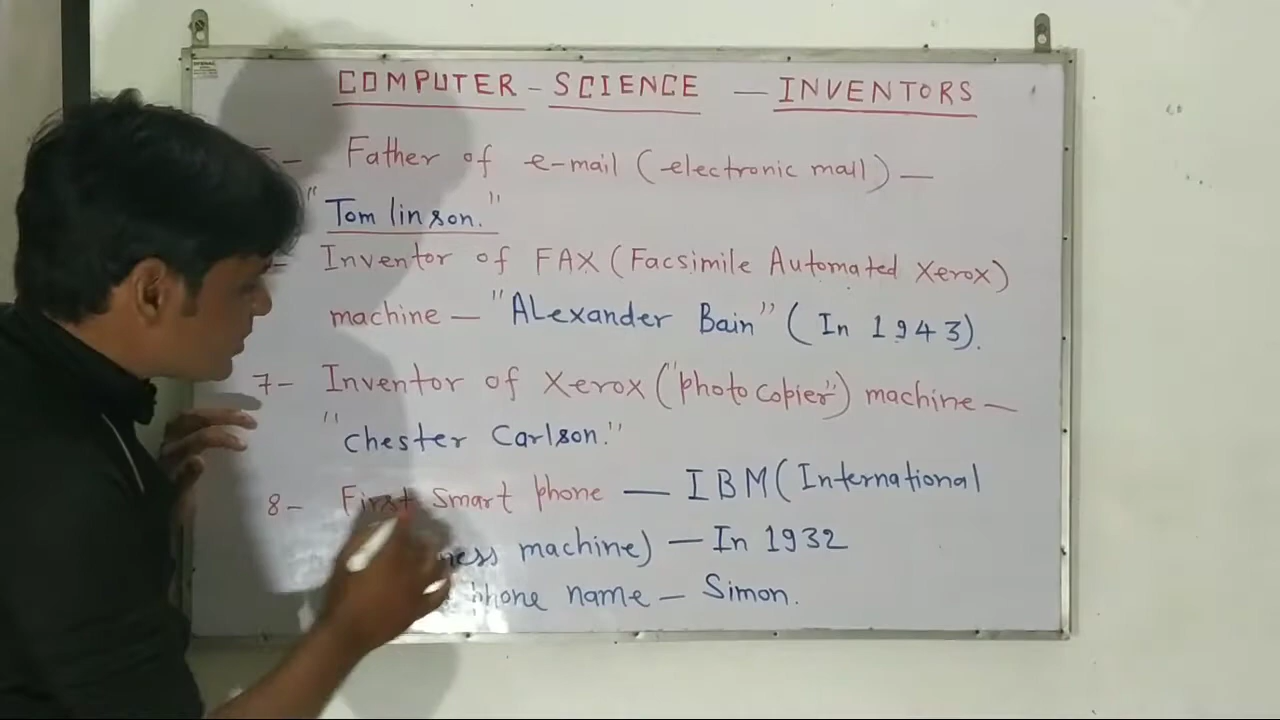 COMPUTER - SCIENCE — INVENTORS
Father of e-mail (electronic mail) —
"Tom linson."
Inventor of FAX (Facsimile Automated Xerox)
machine — "ALexander Bain" (In 1943).
7- Inventor of Xerox ("photocopier") machine —
"chester Carlson."
8- First smart phone — IBM (International
ness machine) — In 1932
phone name — Simon.